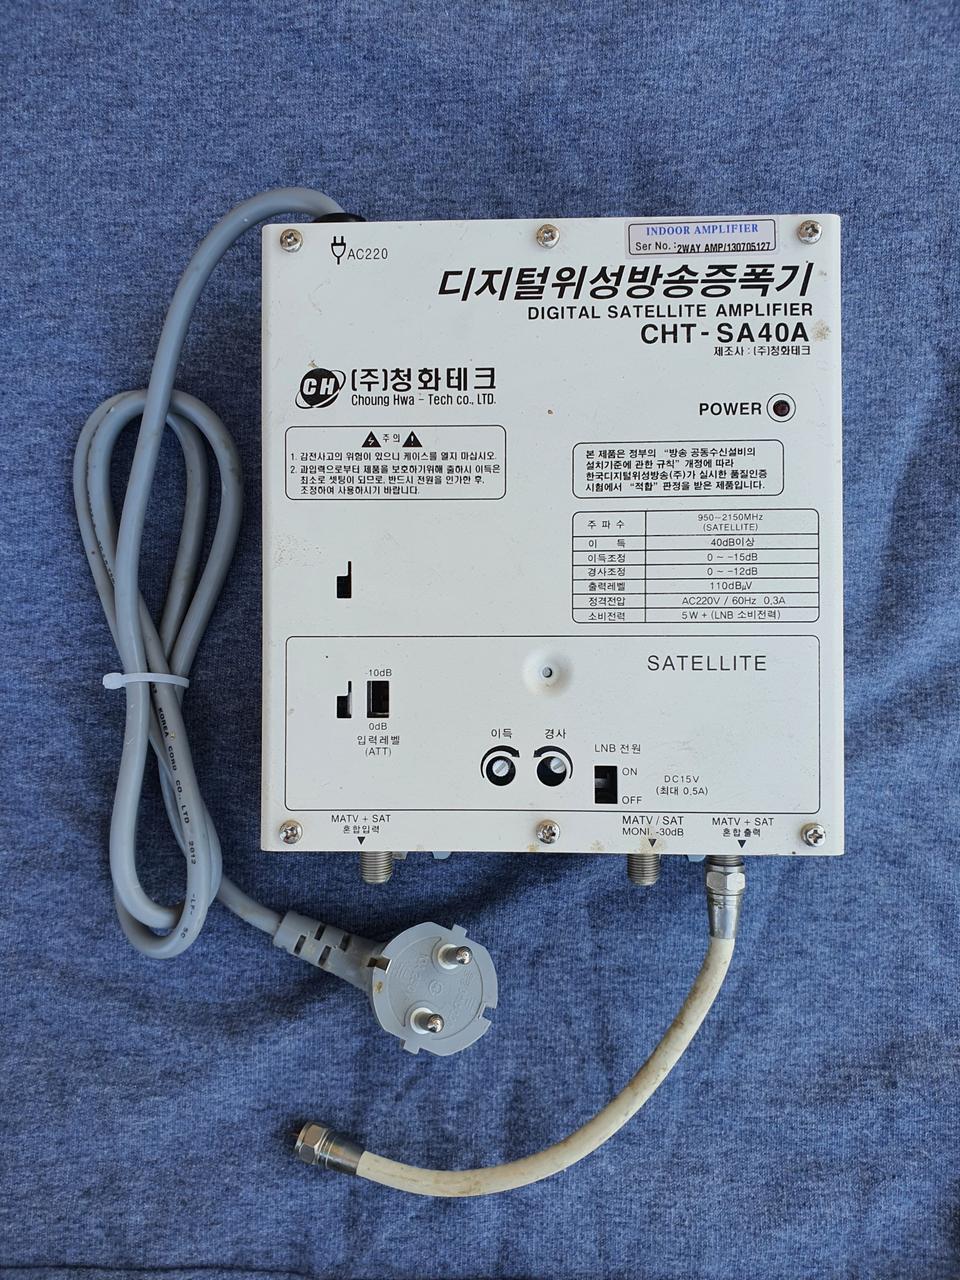 AC220
INDOOR AMPLIFIER
Ser No. : 2WAY AMP/130705127
디지털위성방송증폭기
DIGITAL SATELLITE AMPLIFIER
CHT-SA40A
제조사 : (주)청화테크
CH (주)청화테크
Choung Hwa - Tech co., LTD.
POWER
주의
1. 감전사고의 위험이 있으니 케이스를 열지 마십시오.
2. 과입력으로부터 제품을 보호하기위해 출하시 이득은
최소로 셋팅이 되므로, 반드시 전원을 인가한 후,
조정하여 사용하시기 바랍니다.
본 제품은 정부의 "방송 공동수신설비의
설치기준에 관한 규칙" 개정에 따라
한국디지털위성방송(주)가 실시한 품질인증
시험에서 "적합" 판정을 받은 제품입니다.
주파수 950~2150MHz
(SATELLITE)
이득 40dB이상
이득조정 0 ~ -15dB
경사조정 0 ~ -12dB
출력레벨 110dBμV
정격전압 AC220V / 60Hz 0.3A
소비전력 5W + (LNB 소비전력)
SATELLITE
-10dB
0dB
입력레벨
(ATT)
이득 경사
LNB 전원
ON
OFF
DC15V
(최대 0.5A)
MATV + SAT
혼합입력
MATV / SAT
MONI. -30dB
MATV + SAT
혼합출력
KOREA CORD CO., LTD 2012